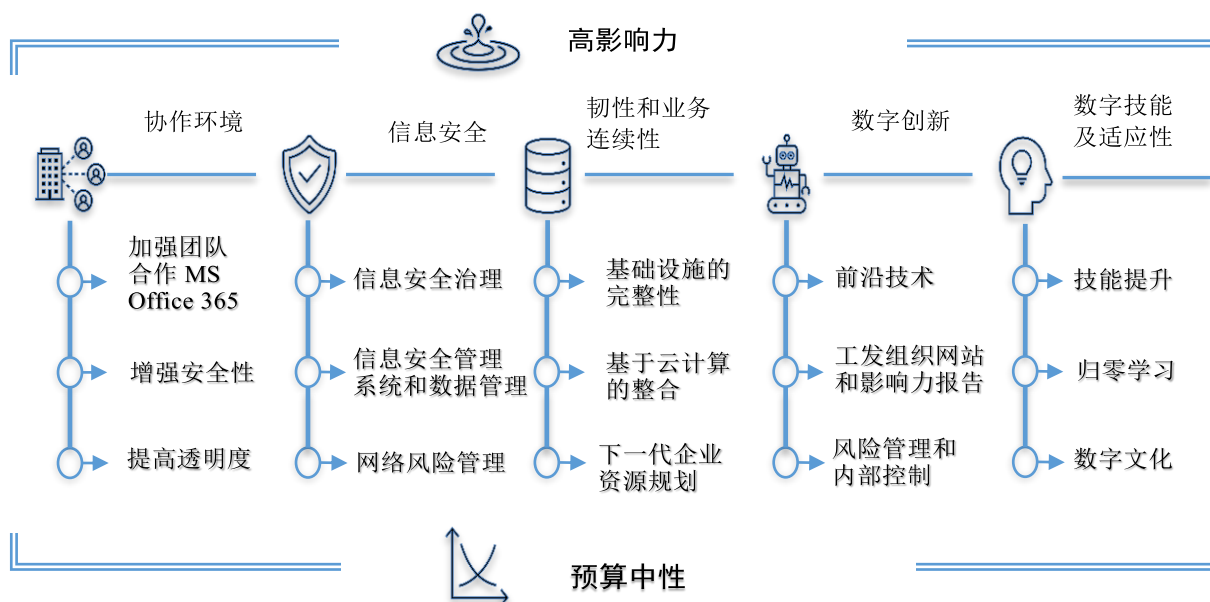 高影响力
协作环境
信息安全
韧性和业务
连续性
数字创新
数字技能
及适应性
加强团队
合作 MS
Office 365
增强安全性
提高透明度
信息安全治理
信息安全管理
系统和数据管理
网络风险管理
基础设施的
完整性
基于云计算
的整合
下一代企业
资源规划
前沿技术
工发组织网站
和影响力报告
风险管理和
内部控制
技能提升
归零学习
数字文化
预算中性